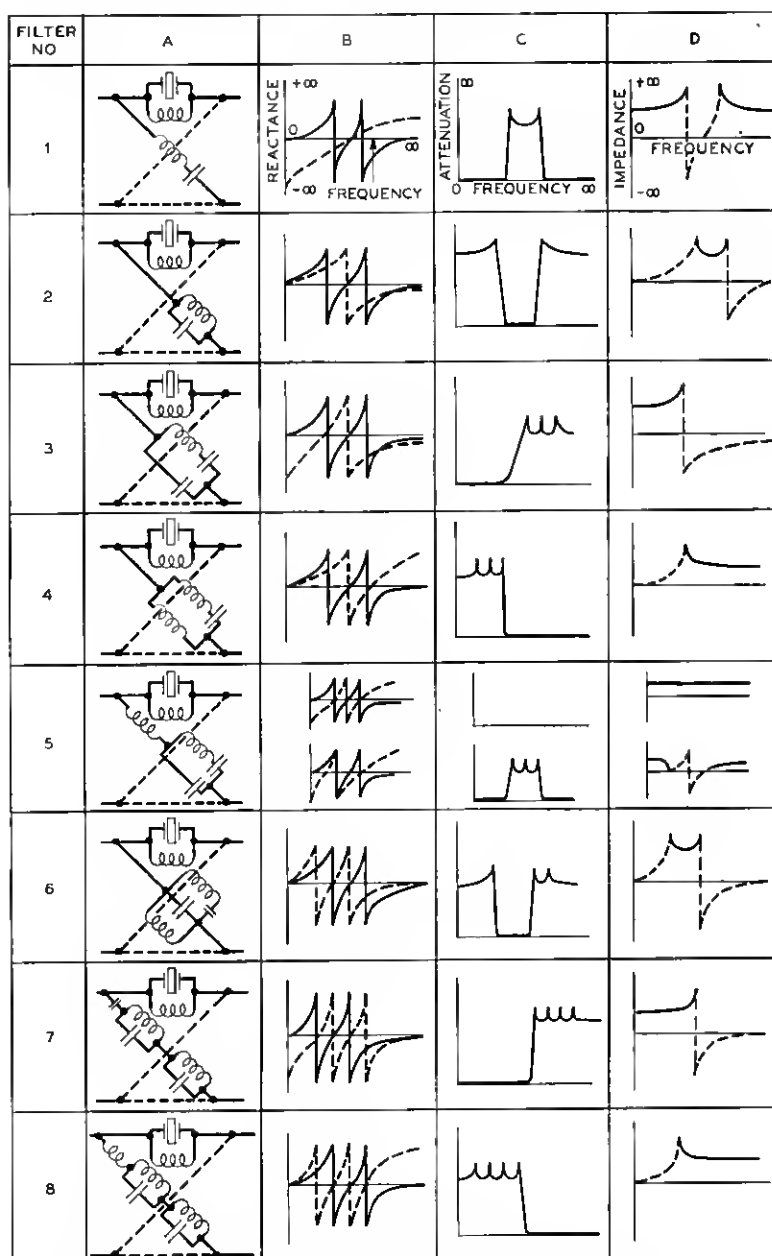 FILTER NO A B C D
1
REACTANCE +∞ 0 -∞ ∞ FREQUENCY
ATTENUATION ∞ 0 FREQUENCY ∞
IMPEDANCE +∞ 0 -∞ FREQUENCY ∞
2
3
4
5
6
7
8